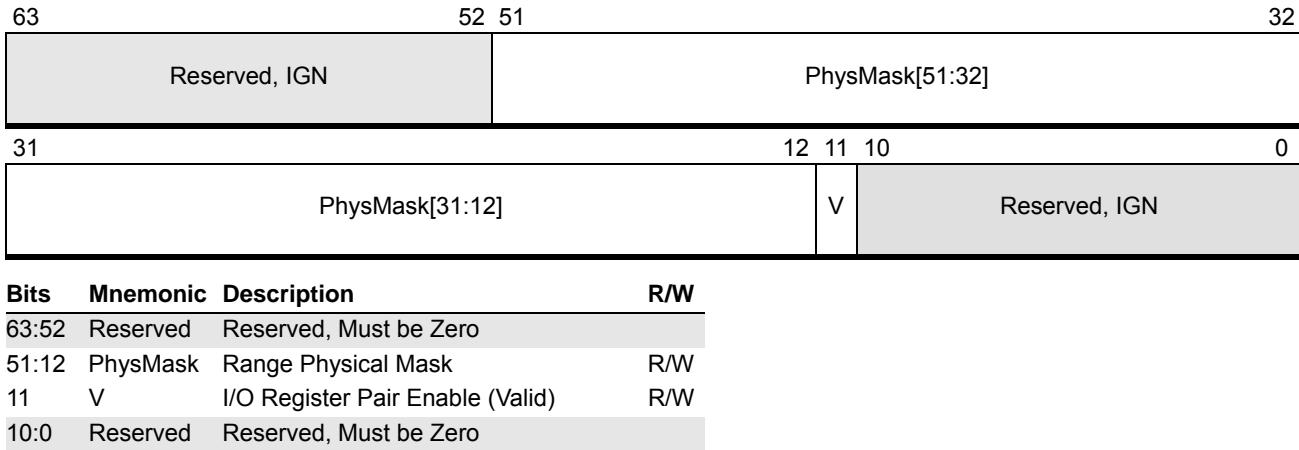 63 52 51 32
Reserved, IGN PhysMask[51:32]
31 12 11 10 0
PhysMask[31:12] V Reserved, IGN
Bits Mnemonic Description R/W
63:52 Reserved Reserved, Must be Zero
51:12 PhysMask Range Physical Mask R/W
11 V I/O Register Pair Enable (Valid) R/W
10:0 Reserved Reserved, Must be Zero